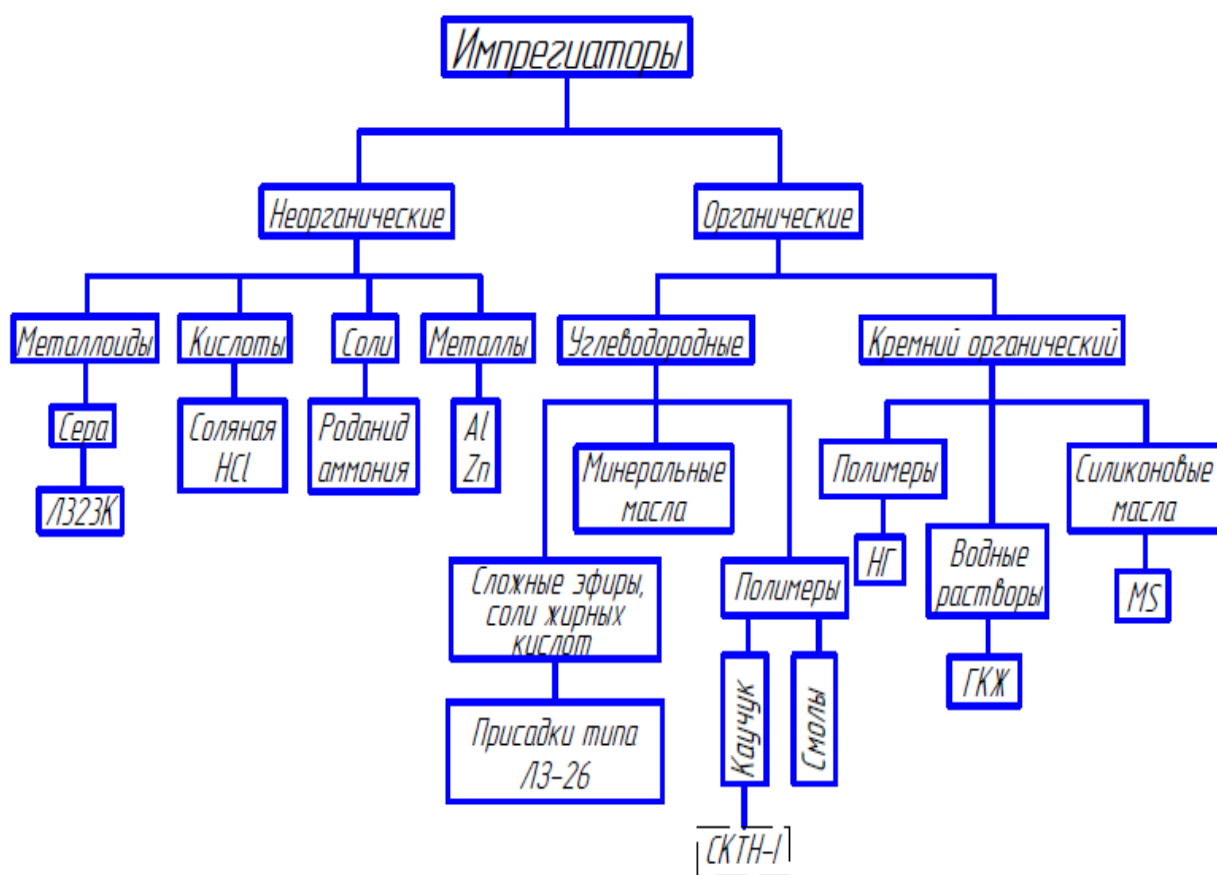 Импрегиаторы
Неорганические
Органические
Металлоиды
Кислоты
Соли
Металлы
Углеводородные
Кремний органический
Сера
Соляная
HCl
Роданид
аммония
Al
Zn
Минеральные
масла
Полимеры
Силиконовые
масла
ЛЗ23К
НГ
Водные
растворы
MS
Сложные эфиры,
соли жирных
кислот
Полимеры
ГКЖ
Каучук
Смолы
Присадки типа
ЛЗ-26
СКТН-1